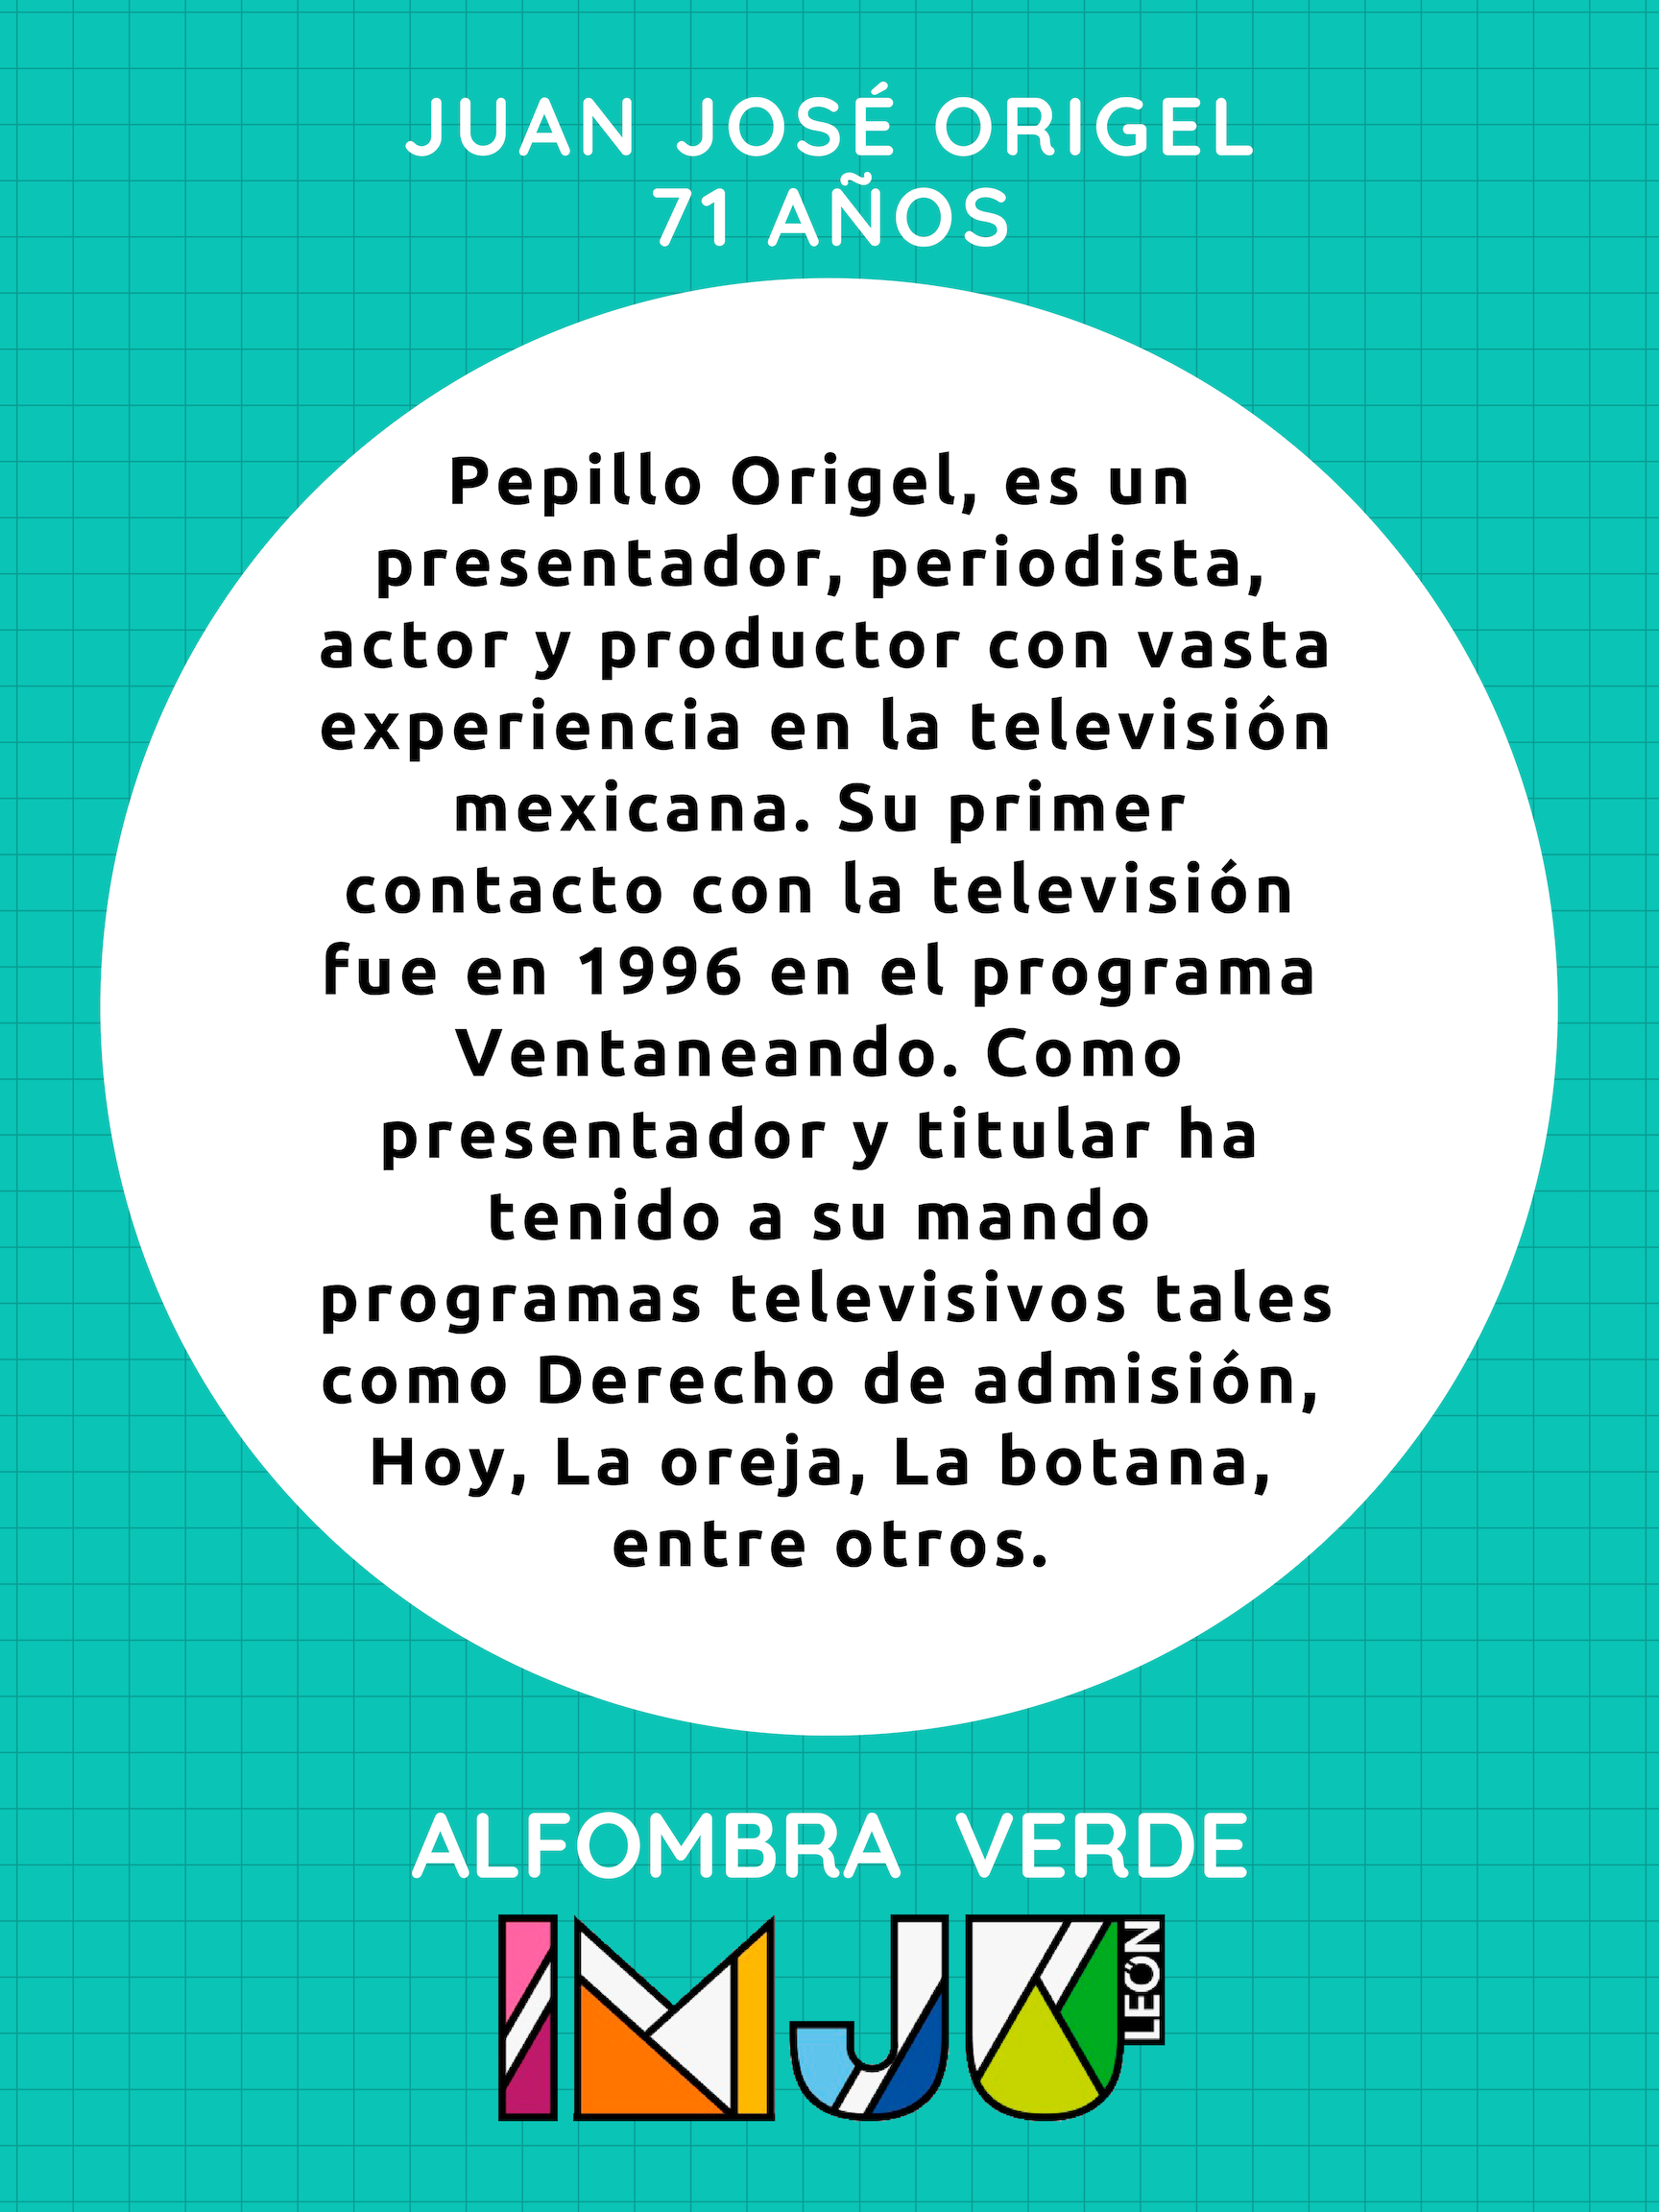 JUAN JOSÉ ORIGEL
71 AÑOS
Pepillo Origel, es un
presentador, periodista,
actor y productor con vasta
experiencia en la televisión
mexicana. Su primer
contacto con la televisión
fue en 1996 en el programa
Ventaneando. Como
presentador y titular ha
tenido a su mando
programas televisivos tales
como Derecho de admisión,
Hoy, La oreja, La botana,
entre otros.
ALFOMBRA VERDE
IMJU
LEÓN